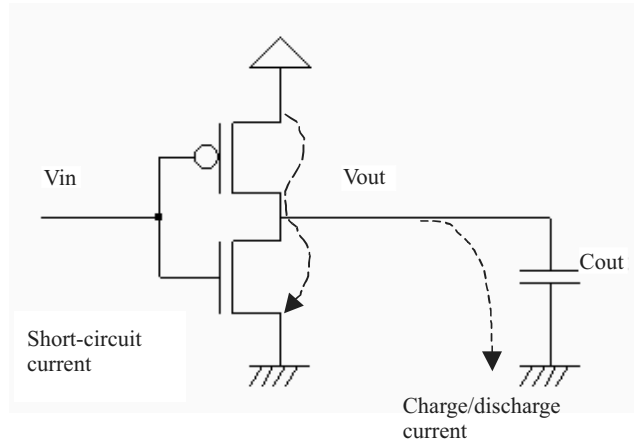 Vin
Vout
Cout
Short-circuit
current
Charge/discharge
current